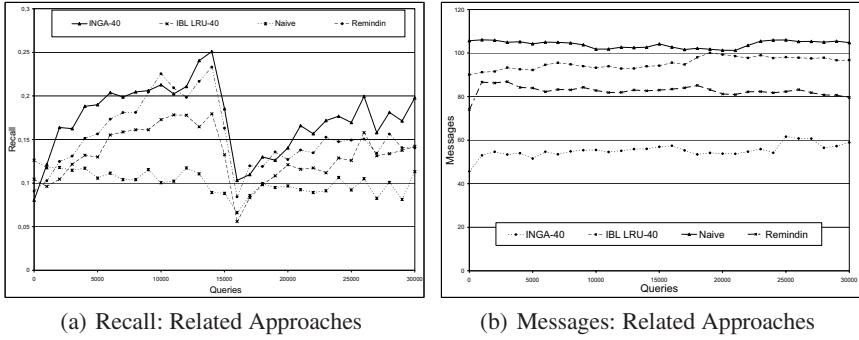 0,3
0,25
0,2
0,15
0,1
0,05
0
Recall
INGA-40 IBL LRU-40 Naive Remindin
0 5000 10000 15000 20000 25000 30000
Queries
(a) Recall: Related Approaches
120
100
80
60
40
20
0
Messages
INGA-40 IBL LRU-40 Naive Remindin
0 5000 10000 15000 20000 25000 30000
Queries
(b) Messages: Related Approaches